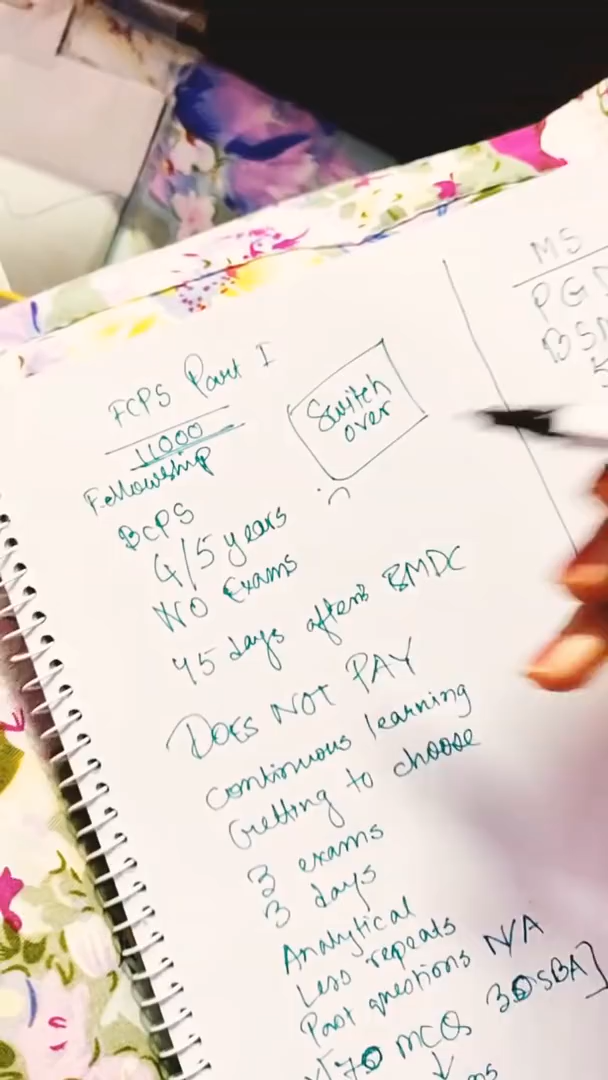 FCPS Part I
11000
Fellowship
Switch
over
BCPS
4/5 years
NO Exams
45 days after BMDC
DOES NOT PAY
continuous learning
Getting to choose
3 exams
3 days
Analytical
Less repeats
Past questions N/A
70 MCQ 30 SBA]
MS
PG
BS